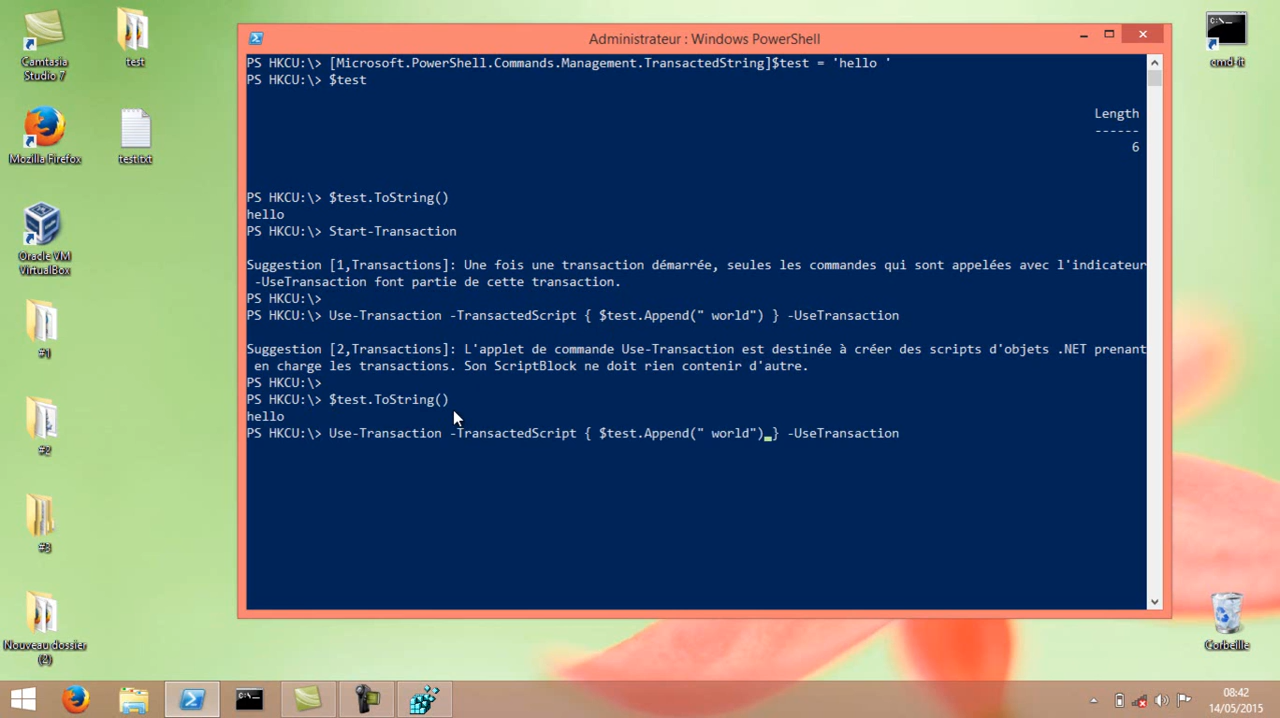 Camtasia
Studio 7
test
Mozilla Firefox
test.txt
Oracle VM
VirtualBox
#1
#2
#3
Nouveau dossier
(2)
Administrateur : Windows PowerShell
PS HKCU:\> [Microsoft.PowerShell.Commands.Management.TransactedString]$test = 'hello '
PS HKCU:\> $test
Length
------
6
PS HKCU:\> $test.ToString()
hello
PS HKCU:\> Start-Transaction
Suggestion [1,Transactions]: Une fois une transaction démarrée, seules les commandes qui sont appelées avec l'indicateur
-UseTransaction font partie de cette transaction.
PS HKCU:\>
PS HKCU:\> Use-Transaction -TransactedScript { $test.Append(" world") } -UseTransaction
Suggestion [2,Transactions]: L'applet de commande Use-Transaction est destinée à créer des scripts d'objets .NET prenant
en charge les transactions. Son ScriptBlock ne doit rien contenir d'autre.
PS HKCU:\>
PS HKCU:\> $test.ToString()
hello
PS HKCU:\> Use-Transaction -TransactedScript { $test.Append(" world") } -UseTransaction
C:\_
cmd-it
Corbeille
08:42
14/05/2015